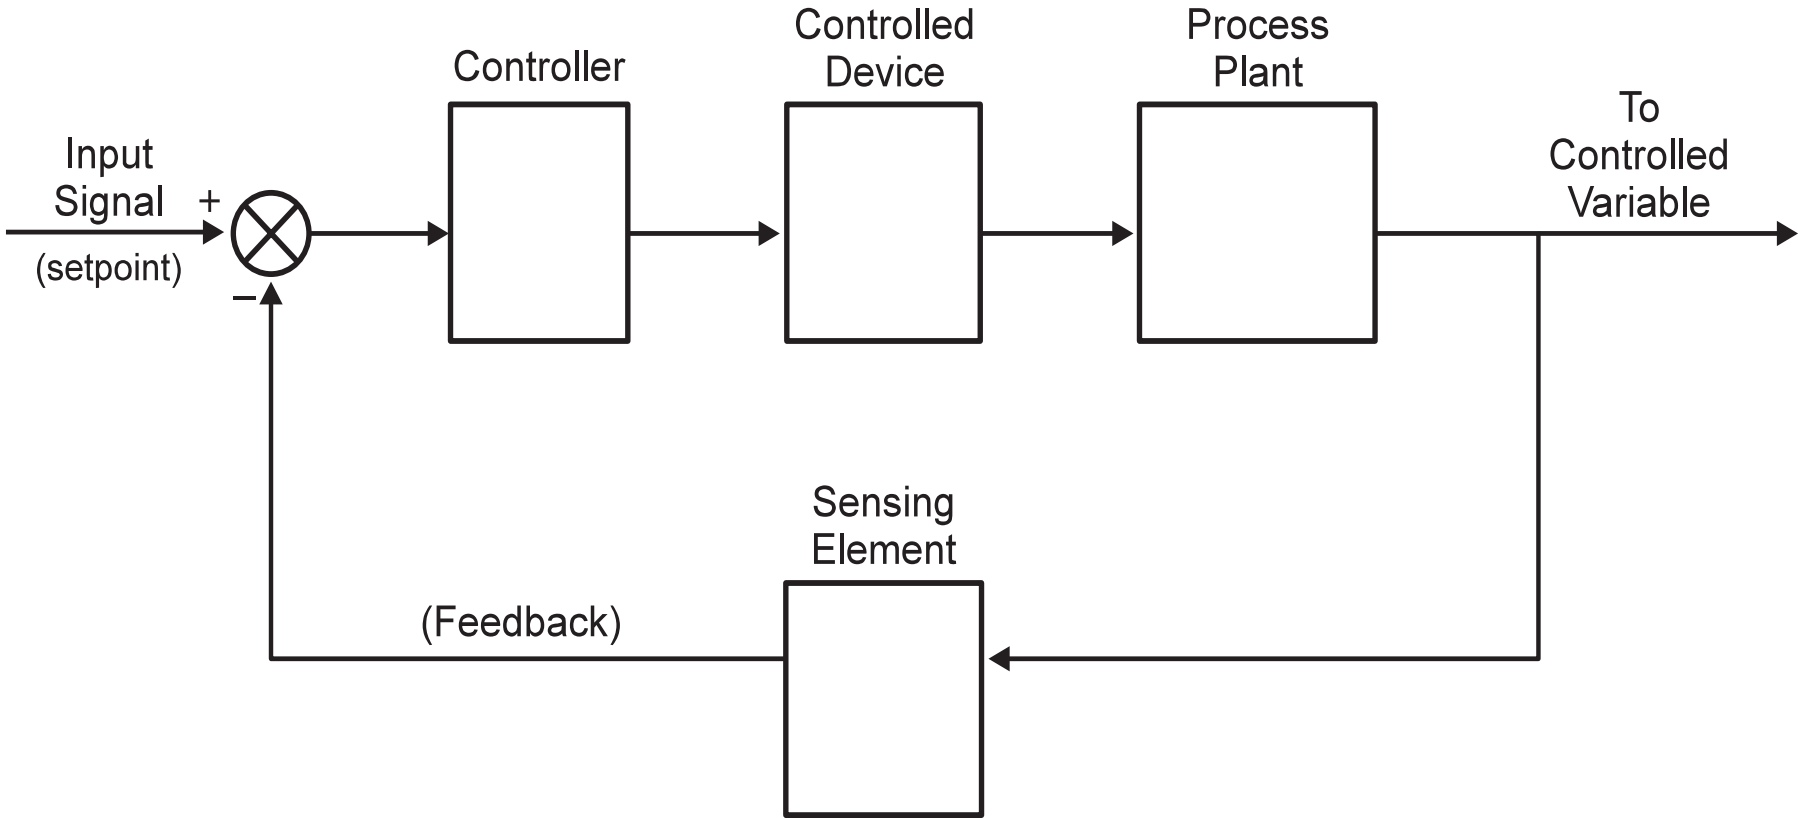 Controller
Controlled
Device
Process
Plant
To
Controlled
Variable
Input
Signal
+
(setpoint)
–
Sensing
Element
(Feedback)